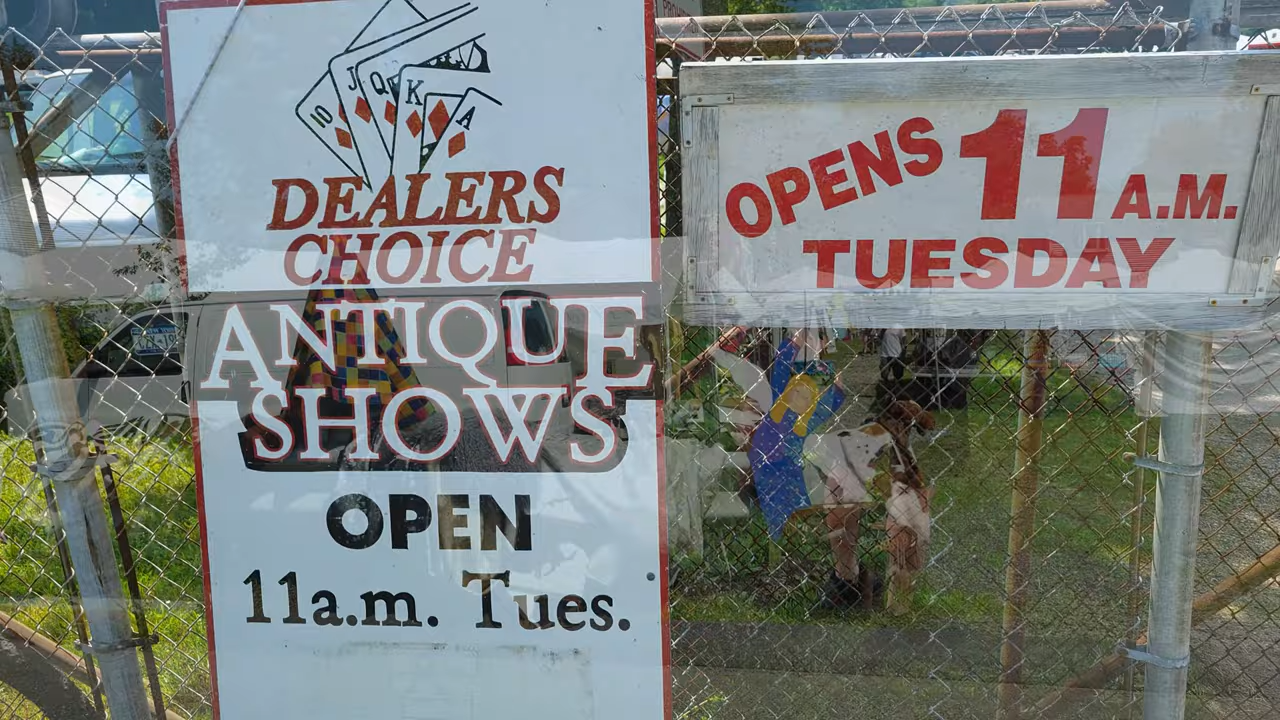 10 J Q K A
DEALERS
CHOICE
ANTIQUE
SHOWS
OPEN
11a.m. Tues.
OPENS 11 A.M.
TUESDAY